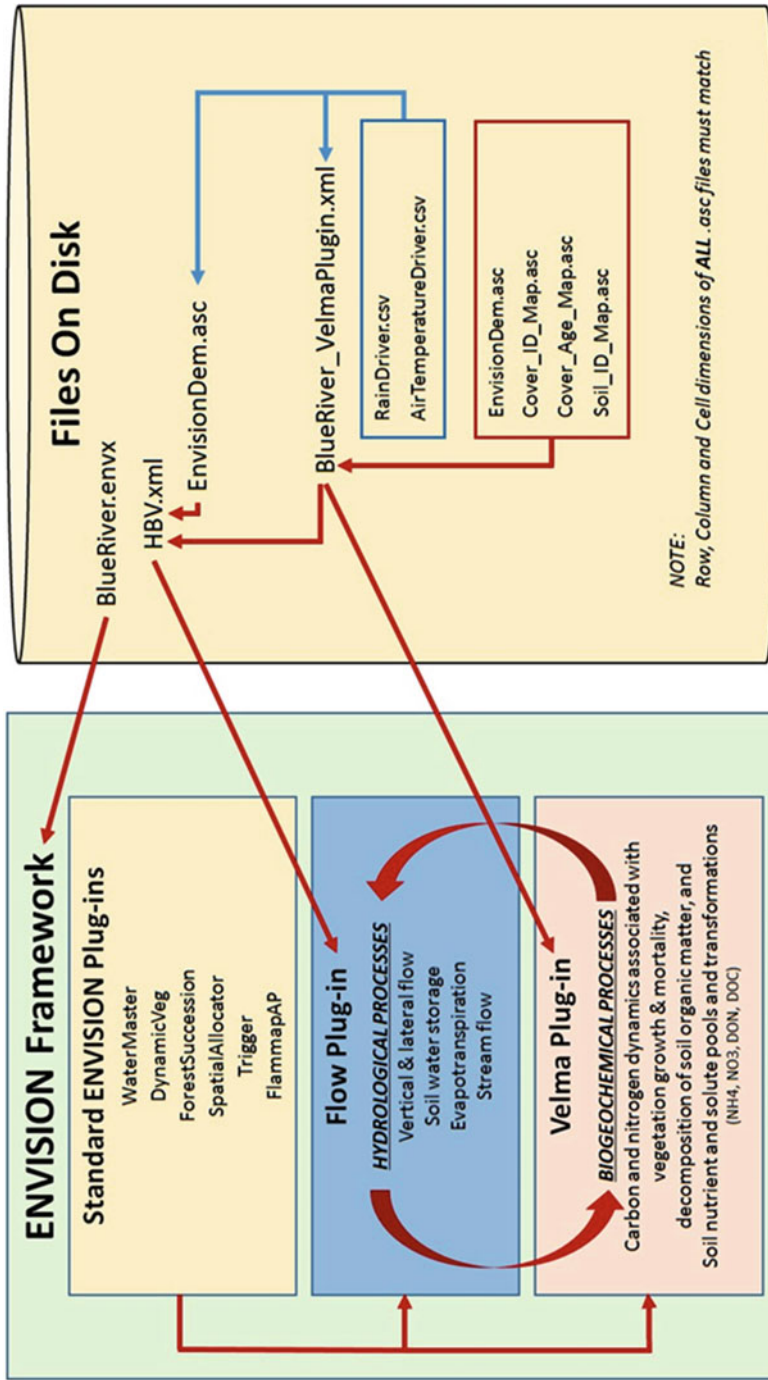 ENVISION Framework
Standard ENVISION Plug-ins
WaterMaster
DynamicVeg
ForestSuccession
SpatialAllocator
Trigger
FlammapAP
Flow Plug-in
HYDROLOGICAL PROCESSES
Vertical & lateral flow
Soil water storage
Evapotranspiration
Stream flow
Velma Plug-in
BIOGEOCHEMICAL PROCESSES
Carbon and nitrogen dynamics associated with
vegetation growth & mortality,
decomposition of soil organic matter, and
Soil nutrient and solute pools and transformations
(NH4, NO3, DON, DOC)
Files On Disk
BlueRiver.envx
HBV.xml
EnvisionDem.asc
BlueRiver_VelmaPlugin.xml
RainDriver.csv
AirTemperatureDriver.csv
EnvisionDem.asc
Cover_ID_Map.asc
Cover_Age_Map.asc
Soil_ID_Map.asc
NOTE:
Row, Column and Cell dimensions of ALL .asc files must match